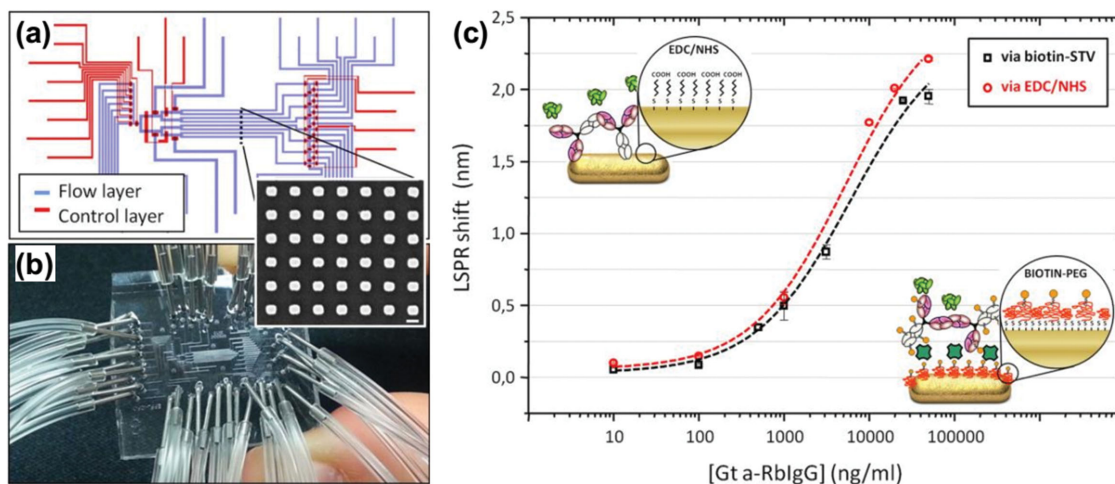 (a)
Flow layer
Control layer
(b)
(c)
2,5
2,0
1,5
1,0
0,5
0,0
LSPR shift (nm)
EDC/NHS
COOH COOH COOH COOH COOH
S S S S S
via biotin-STV
via EDC/NHS
BIOTIN-PEG
10 100 1000 10000 100000
[Gt a-RbIgG] (ng/ml)